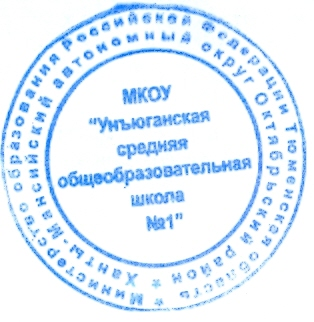 Министерство образования Российской Федерации Тюменская область
Ханты-Мансийский автономный округ Октябрьский район
МКОУ
"Унъюганская
средняя
общеобразовательная
школа
№1"